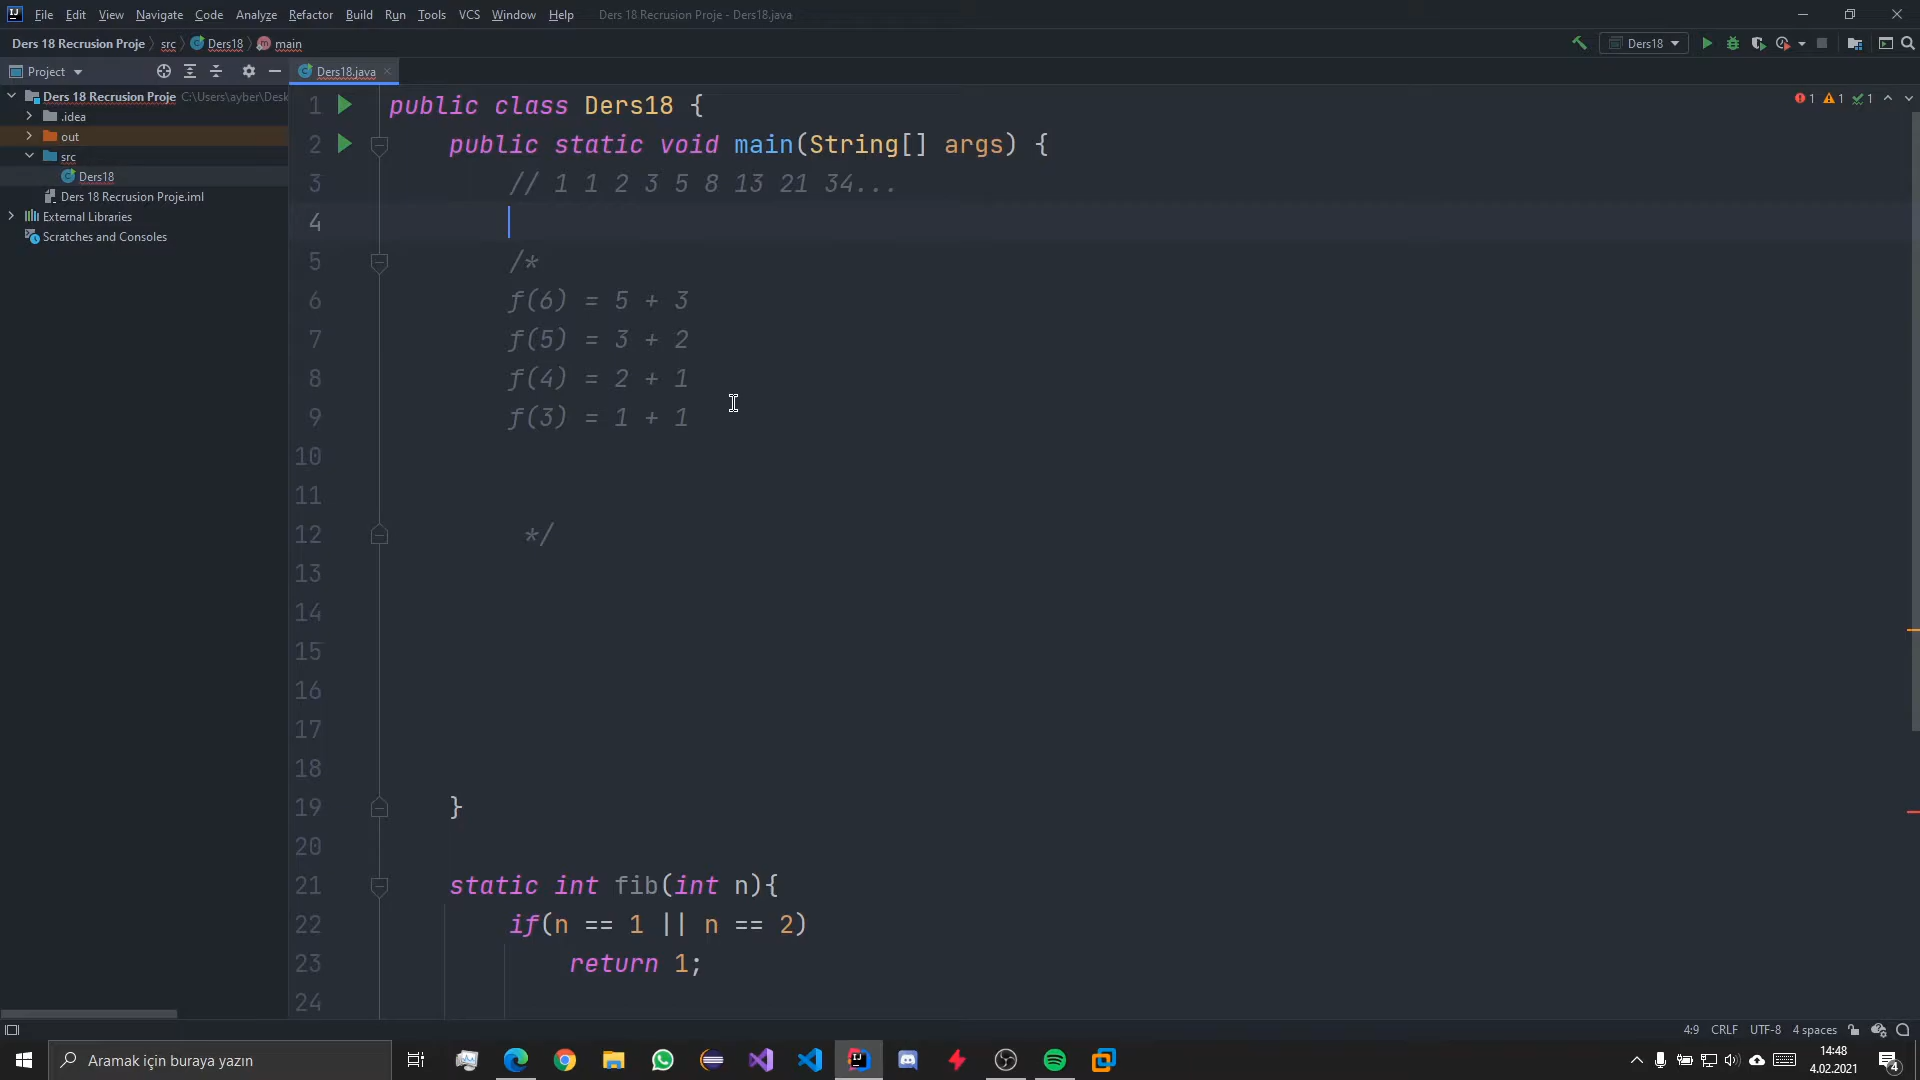 File Edit View Navigate Code Analyze Refactor Build Run Tools VCS Window Help Ders 18 Recrusion Proje - Ders18.java
Ders 18 Recrusion Proje src Ders18 main Ders18
Project Ders18.java
Ders 18 Recrusion Proje C:\Users\ayber\Desk
.idea
out
src
Ders18
Ders 18 Recrusion Proje.iml
External Libraries
Scratches and Consoles
1 1 1
1 public class Ders18 {
2 public static void main(String[] args) {
3 // 1 1 2 3 5 8 13 21 34...
4
5 /*
6 f(6) = 5 + 3
7 f(5) = 3 + 2
8 f(4) = 2 + 1
9 f(3) = 1 + 1
10
11
12 */
13
14
15
16
17
18
19 }
20
21 static int fib(int n){
22 if(n == 1 || n == 2)
23 return 1;
24
4:9 CRLF UTF-8 4 spaces
Aramak için buraya yazın
14:48
4.02.2021
4